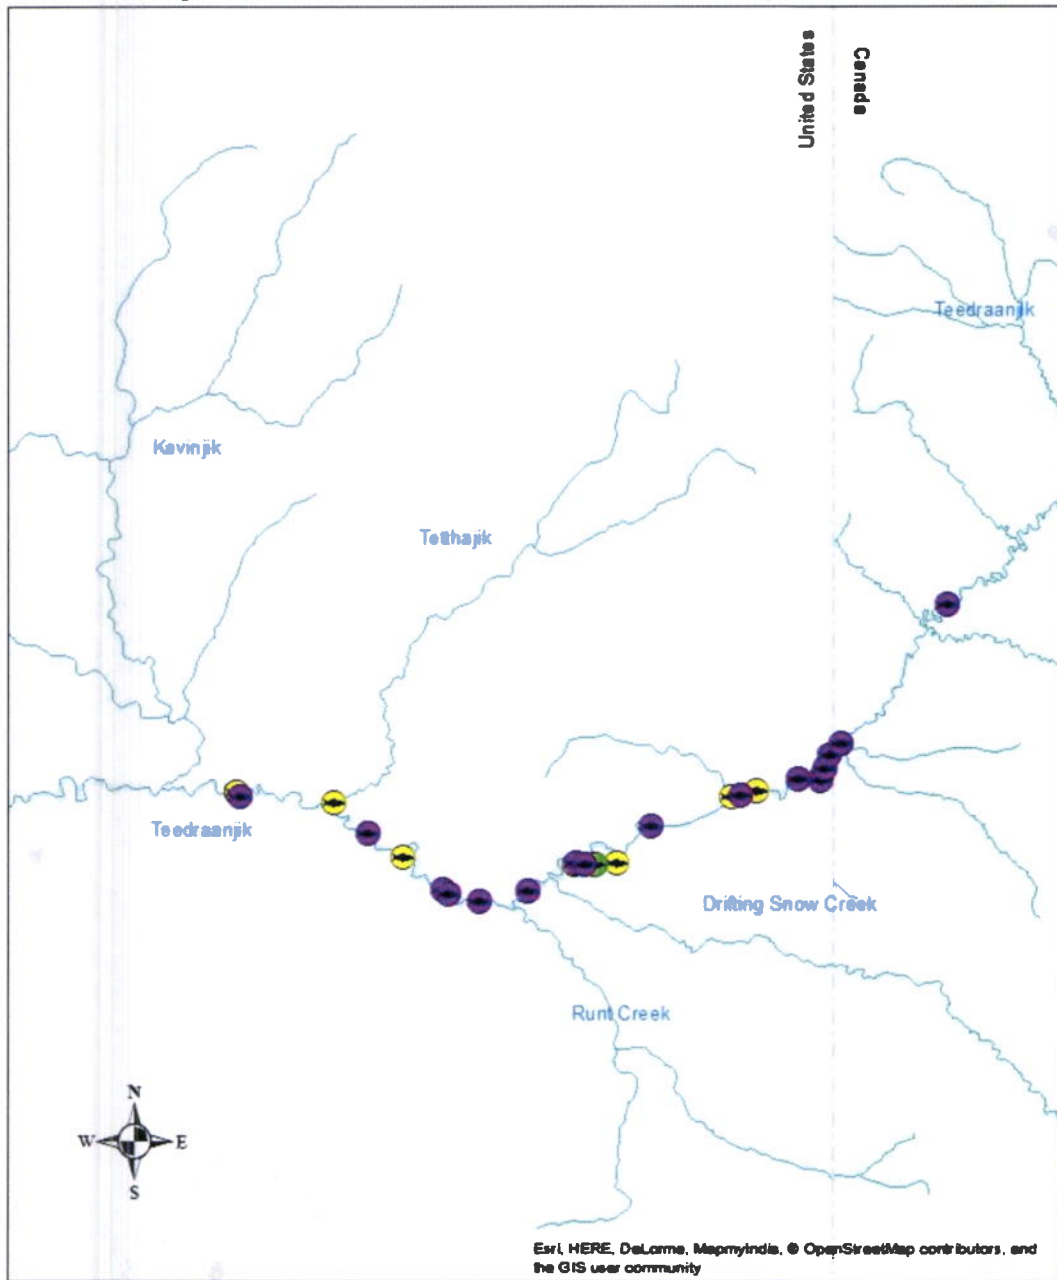 United States
Canada
Teedraanjik
Kevinjik
Tetthajik
Teedraanjik
Drifting Snow Creek
Runt Creek
N
W E
S
Esri, HERE, DeLorme, MapmyIndia, © OpenStreetMap contributors, and
the GIS user community